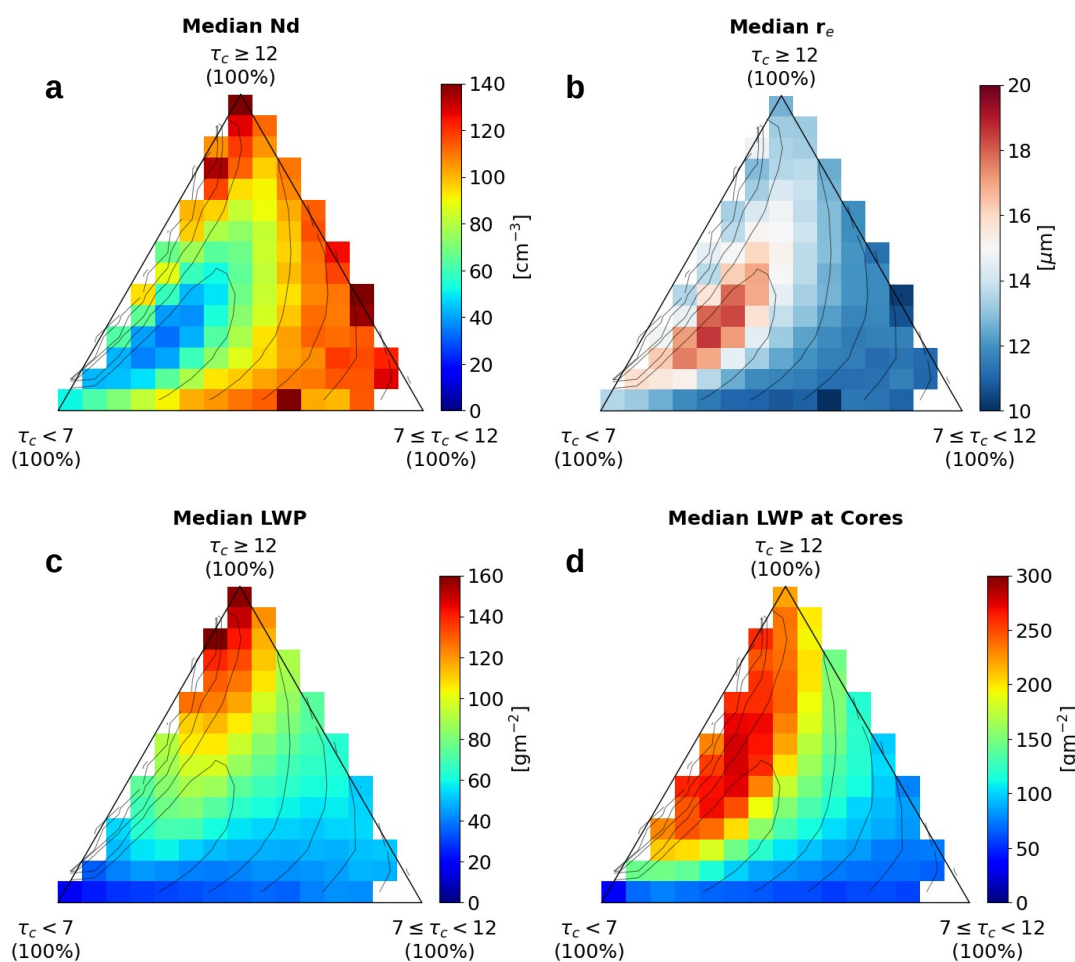 Median Nd
τc ≥ 12
(100%)
a
140
120
100
80
60
40
20
0
[cm⁻³]
τc < 7
(100%)
7 ≤ τc < 12
(100%)
Median re
τc ≥ 12
(100%)
b
20
18
16
14
12
10
[μm]
τc < 7
(100%)
7 ≤ τc < 12
(100%)
Median LWP
τc ≥ 12
(100%)
c
160
140
120
100
80
60
40
20
0
[gm⁻²]
τc < 7
(100%)
7 ≤ τc < 12
(100%)
Median LWP at Cores
τc ≥ 12
(100%)
d
300
250
200
150
100
50
0
[gm⁻²]
τc < 7
(100%)
7 ≤ τc < 12
(100%)